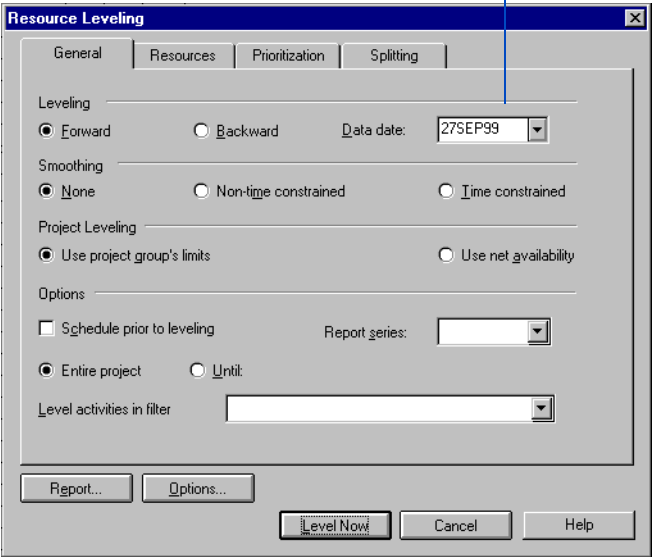 Resource Leveling
General Resources Prioritization Splitting
Leveling
Forward Backward Data date: 27SEP99
Smoothing
None Non-time constrained Time constrained
Project Leveling
Use project group's limits Use net availability
Options
Schedule prior to leveling Report series:
Entire project Until:
Level activities in filter
Report... Options...
Level Now Cancel Help